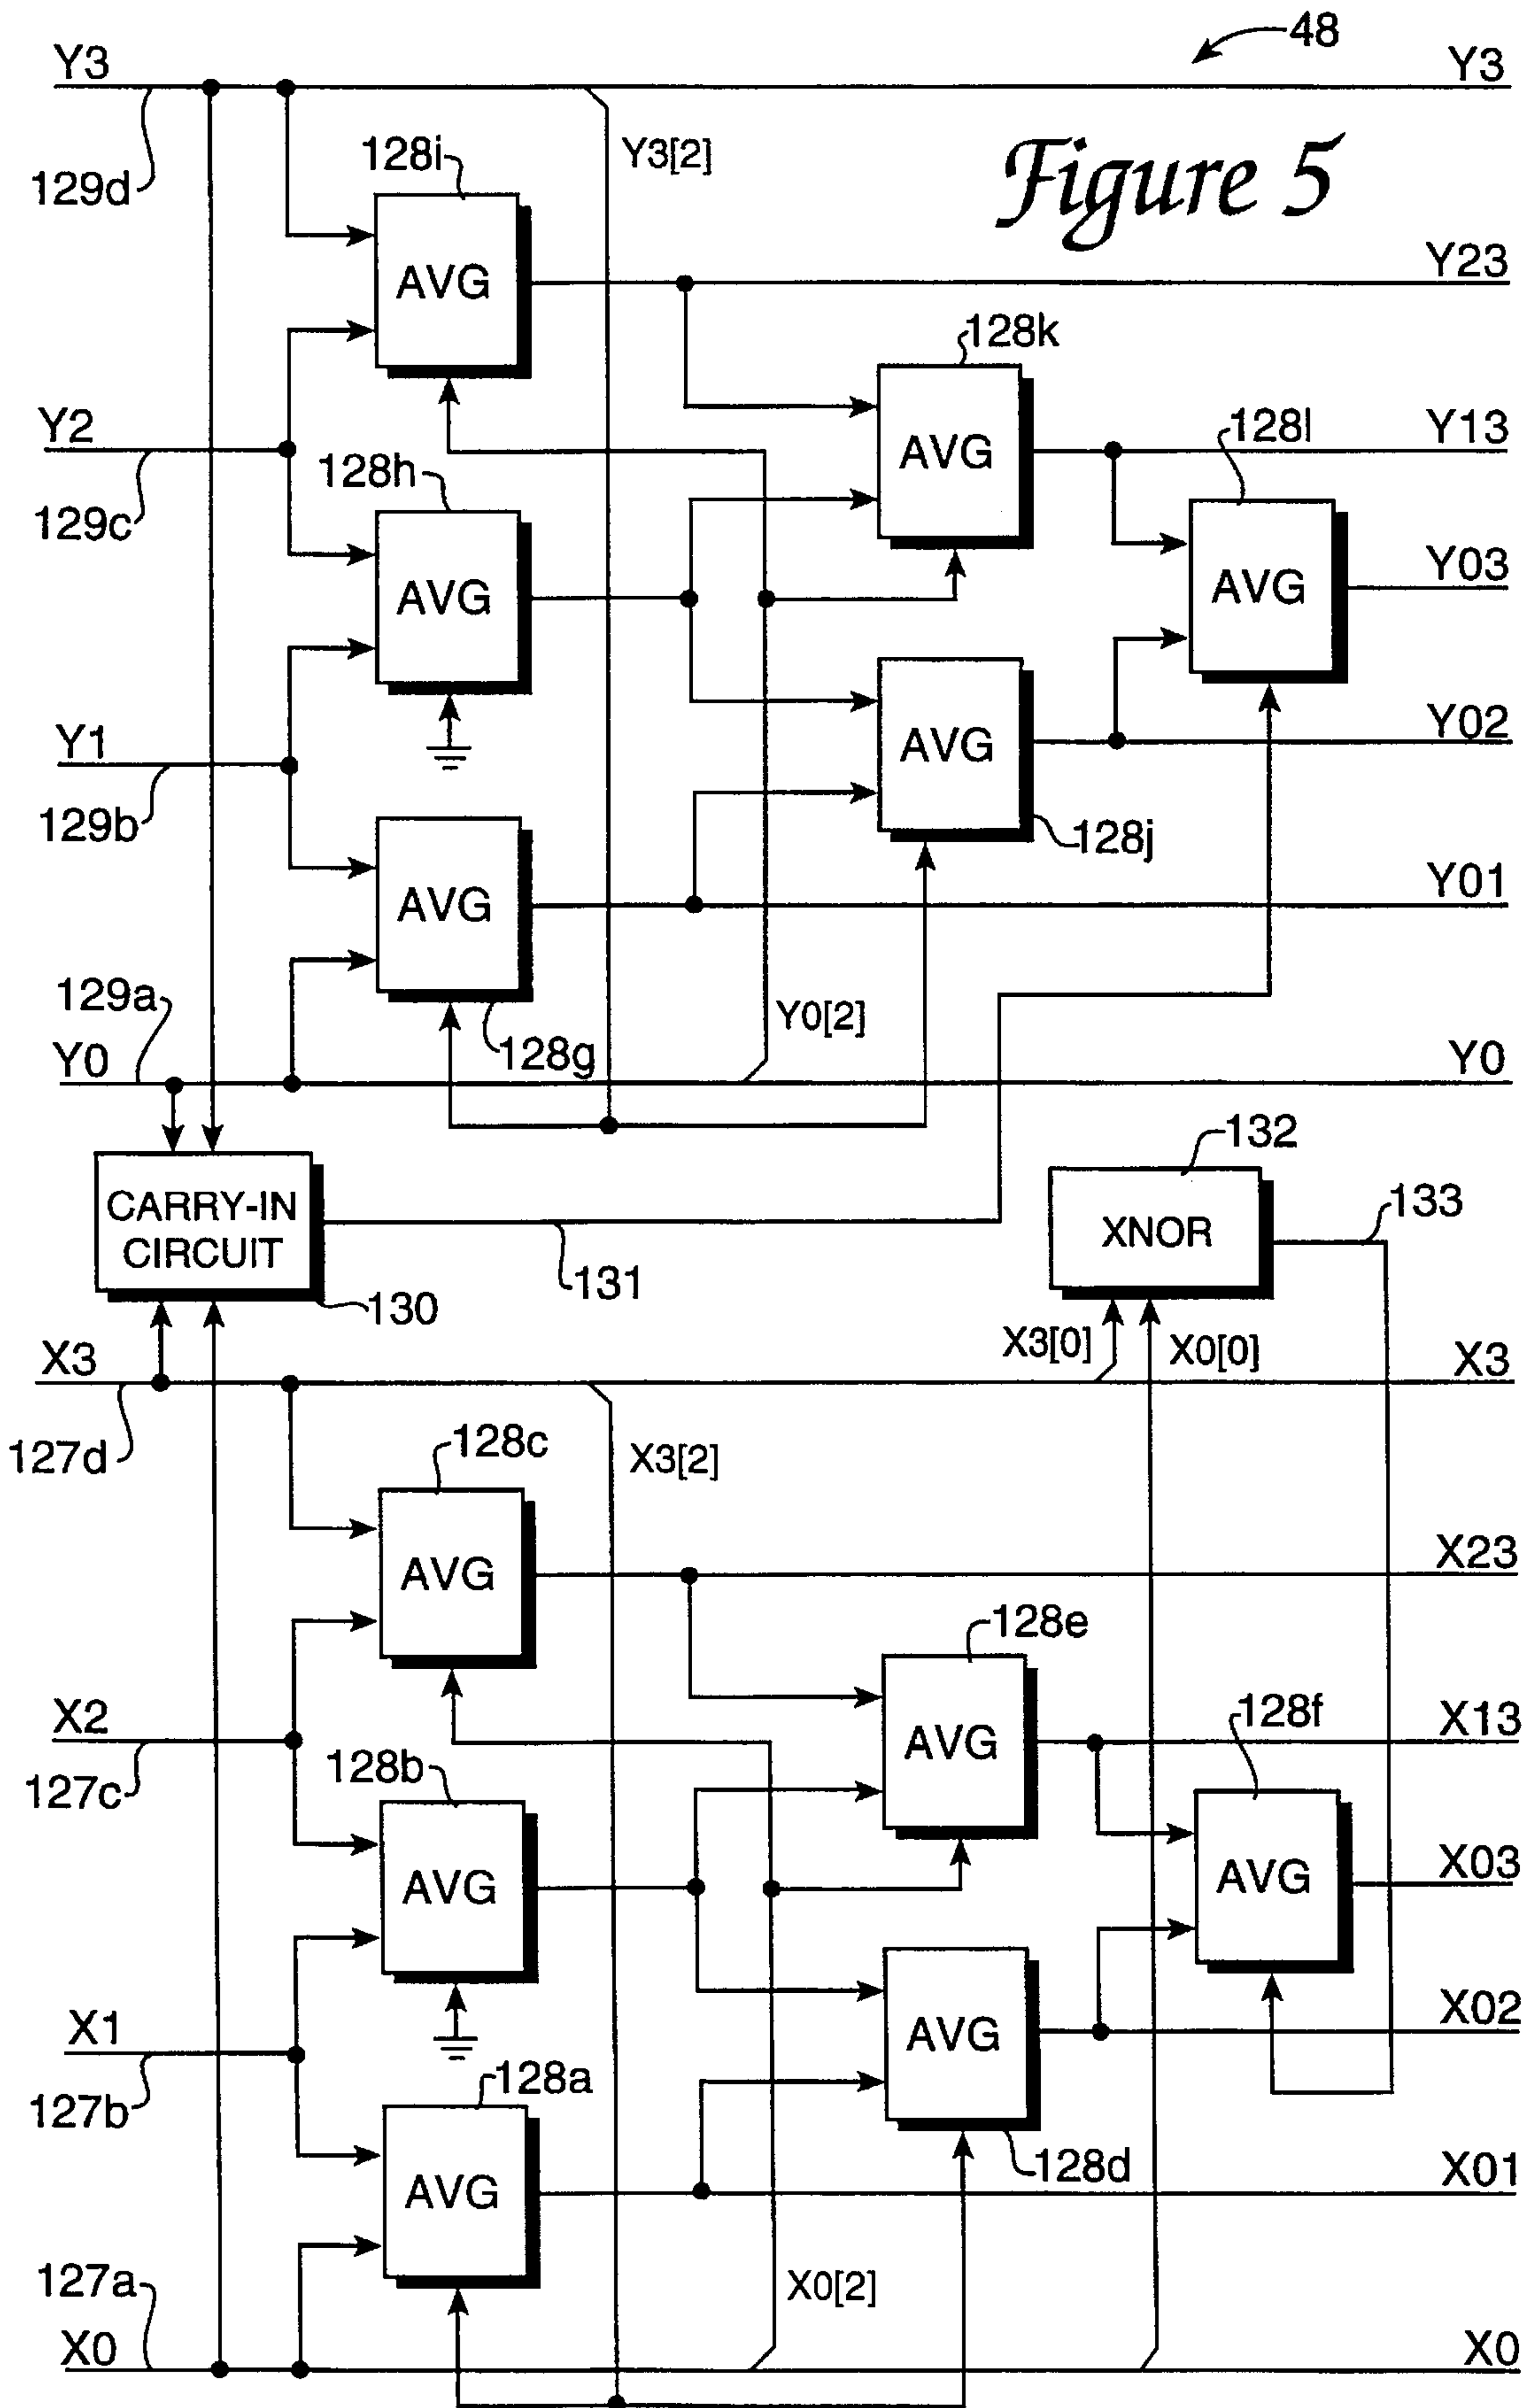 48
Y3 Y3
129d
128i
Y3[2]
Figure 5
AVG
Y23
128k
Y2
128h
AVG
128l
Y13
129c
AVG
AVG
Y03
Y1
AVG
Y02
129b
128j
AVG
Y01
129a
Y0[2]
Y0
128g
Y0
132
CARRY-IN
CIRCUIT
XNOR
133
131
130
X3
X3[0]
X0[0]
X3
127d
128c
X3[2]
AVG
X23
128e
X2
128b
AVG
128f
X13
127c
AVG
AVG
X03
X1
AVG
X02
127b
128a
128d
AVG
X01
127a
X0[2]
X0 X0